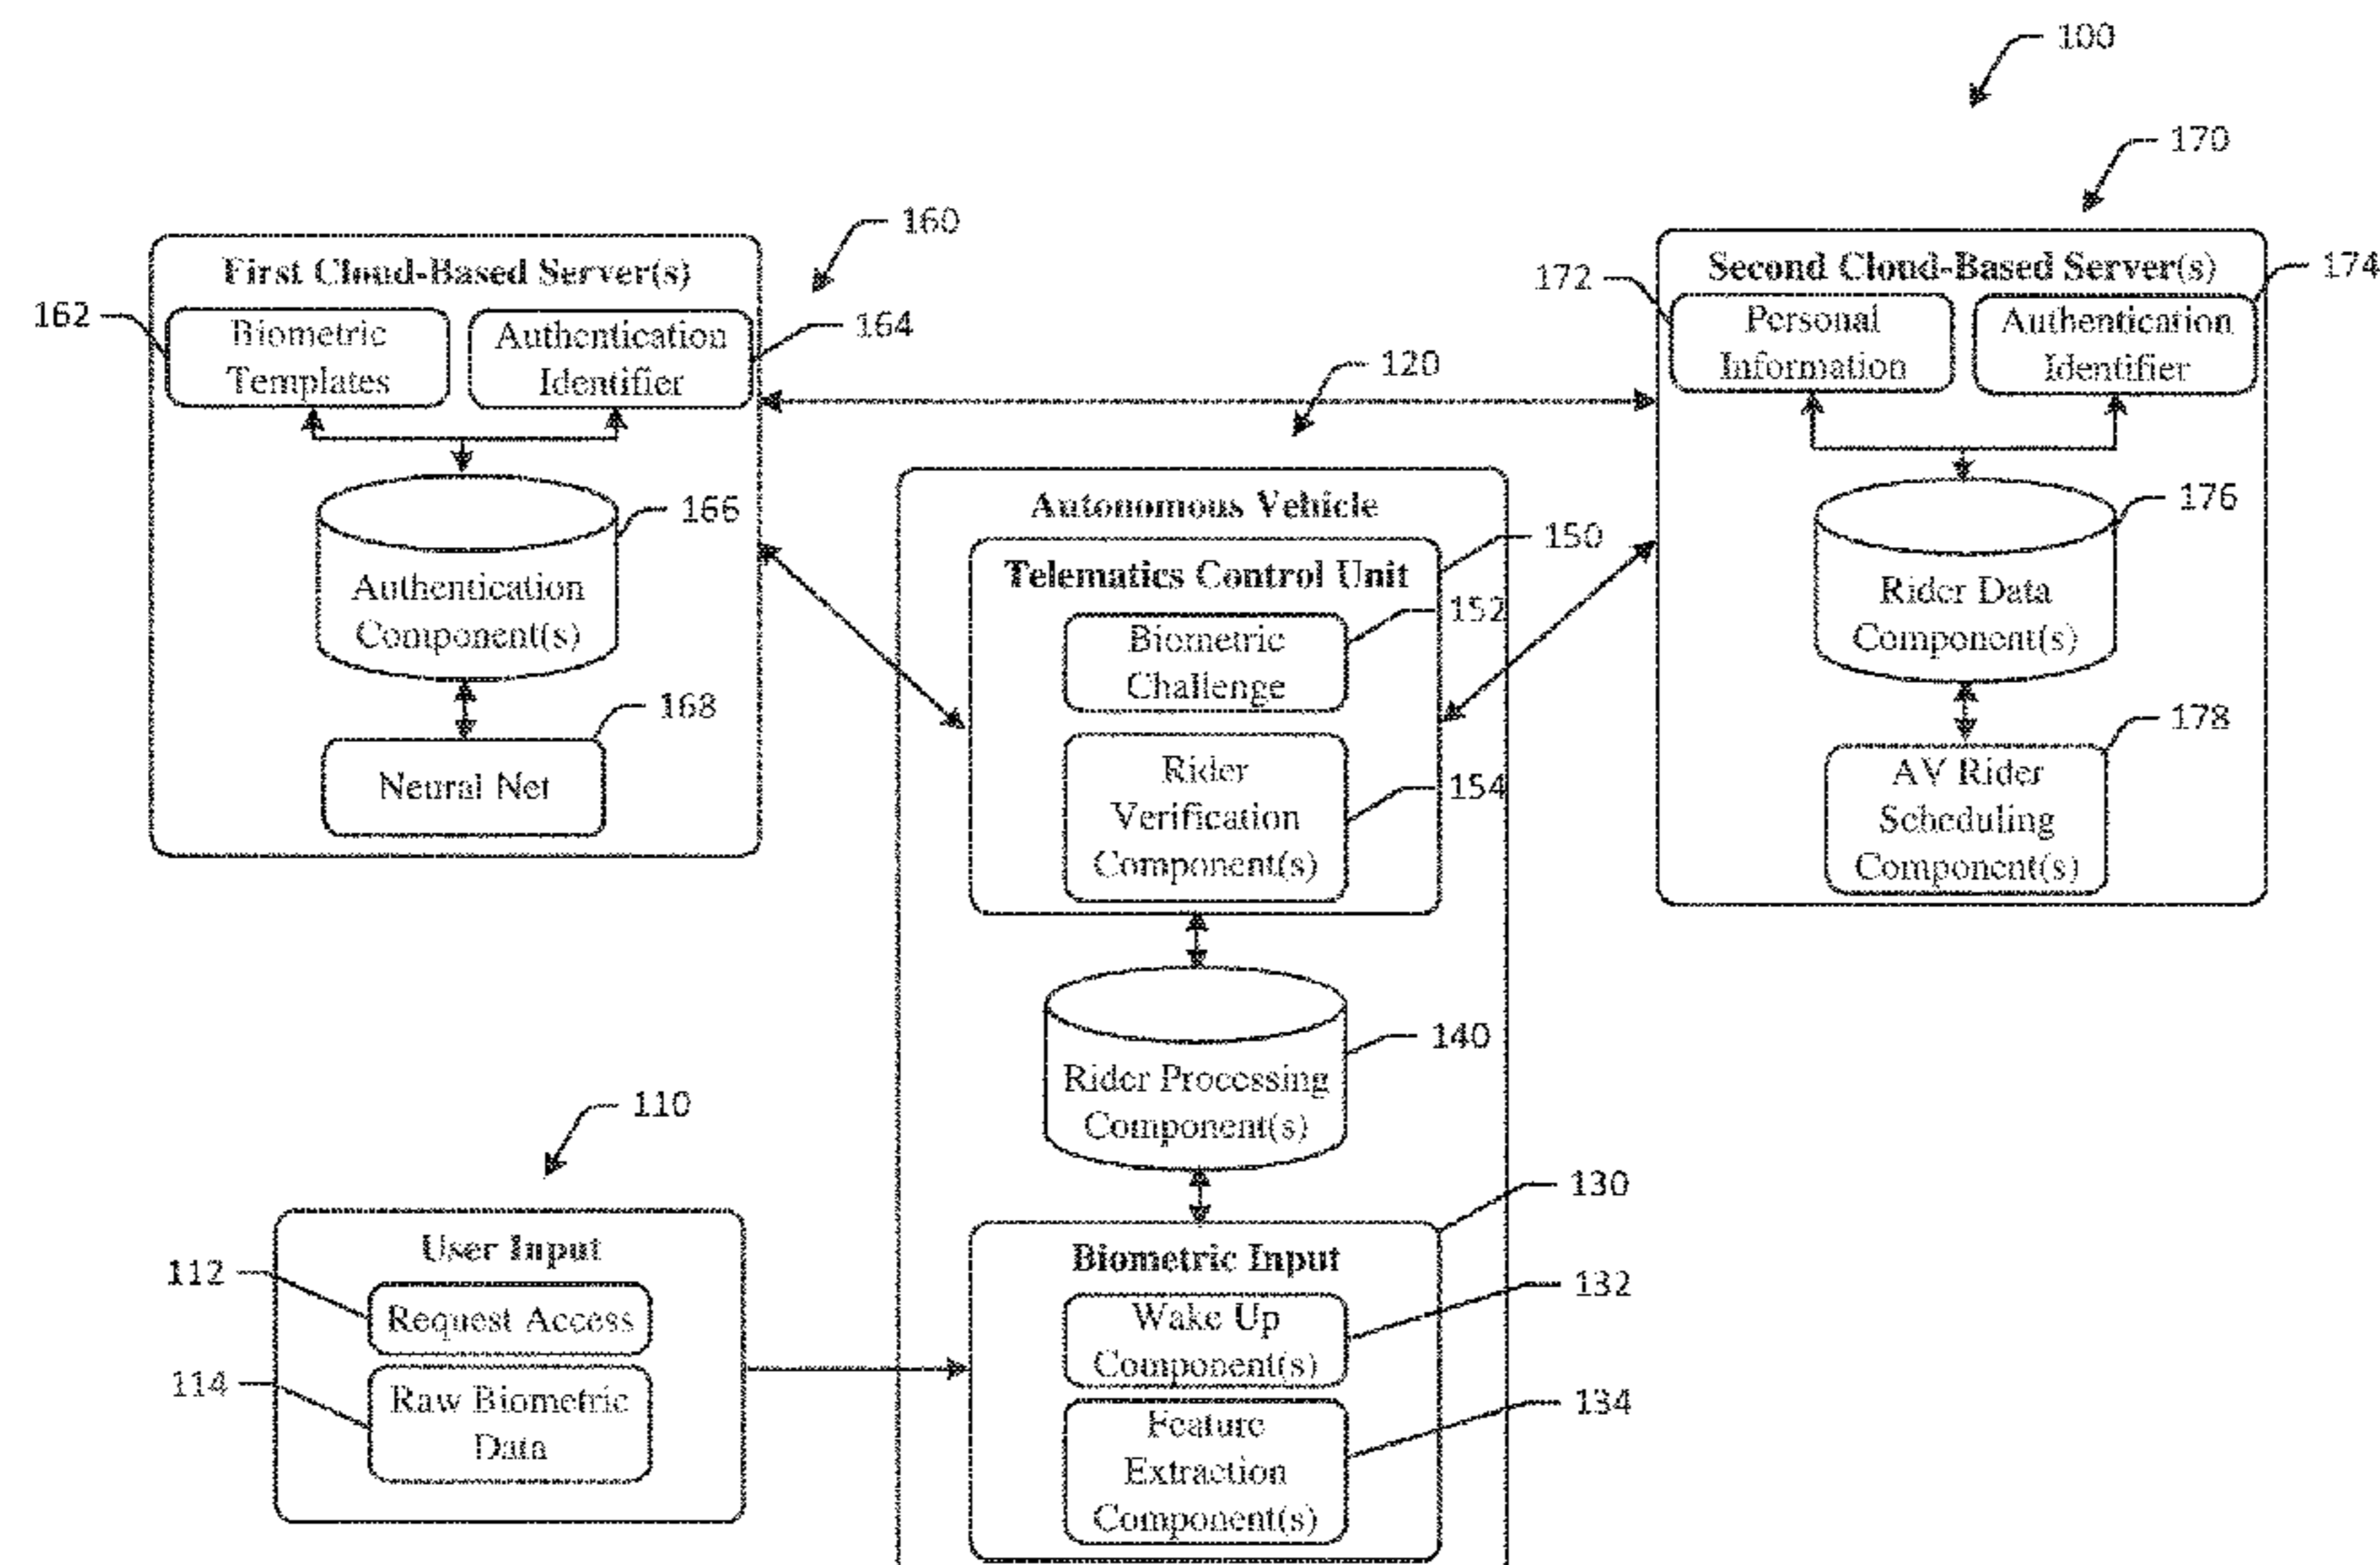 100
170
160
First Cloud-Based Server(s)
162
Biometric
Templates
Authentication
Identifier
164
166
Authentication
Component(s)
168
Neural Net
120
Second Cloud-Based Server(s)
172
174
Personal
Information
Authentication
Identifier
176
Rider Data
Component(s)
178
AV Rider
Scheduling
Component(s)
Autonomous Vehicle
150
Telematics Control Unit
152
Biometric
Challenge
Rider
Verification
Component(s)
154
140
Rider Processing
Component(s)
110
User Input
112
Request Access
114
Raw Biometric
Data
130
Biometric Input
132
Wake Up
Component(s)
134
Feature
Extraction
Component(s)